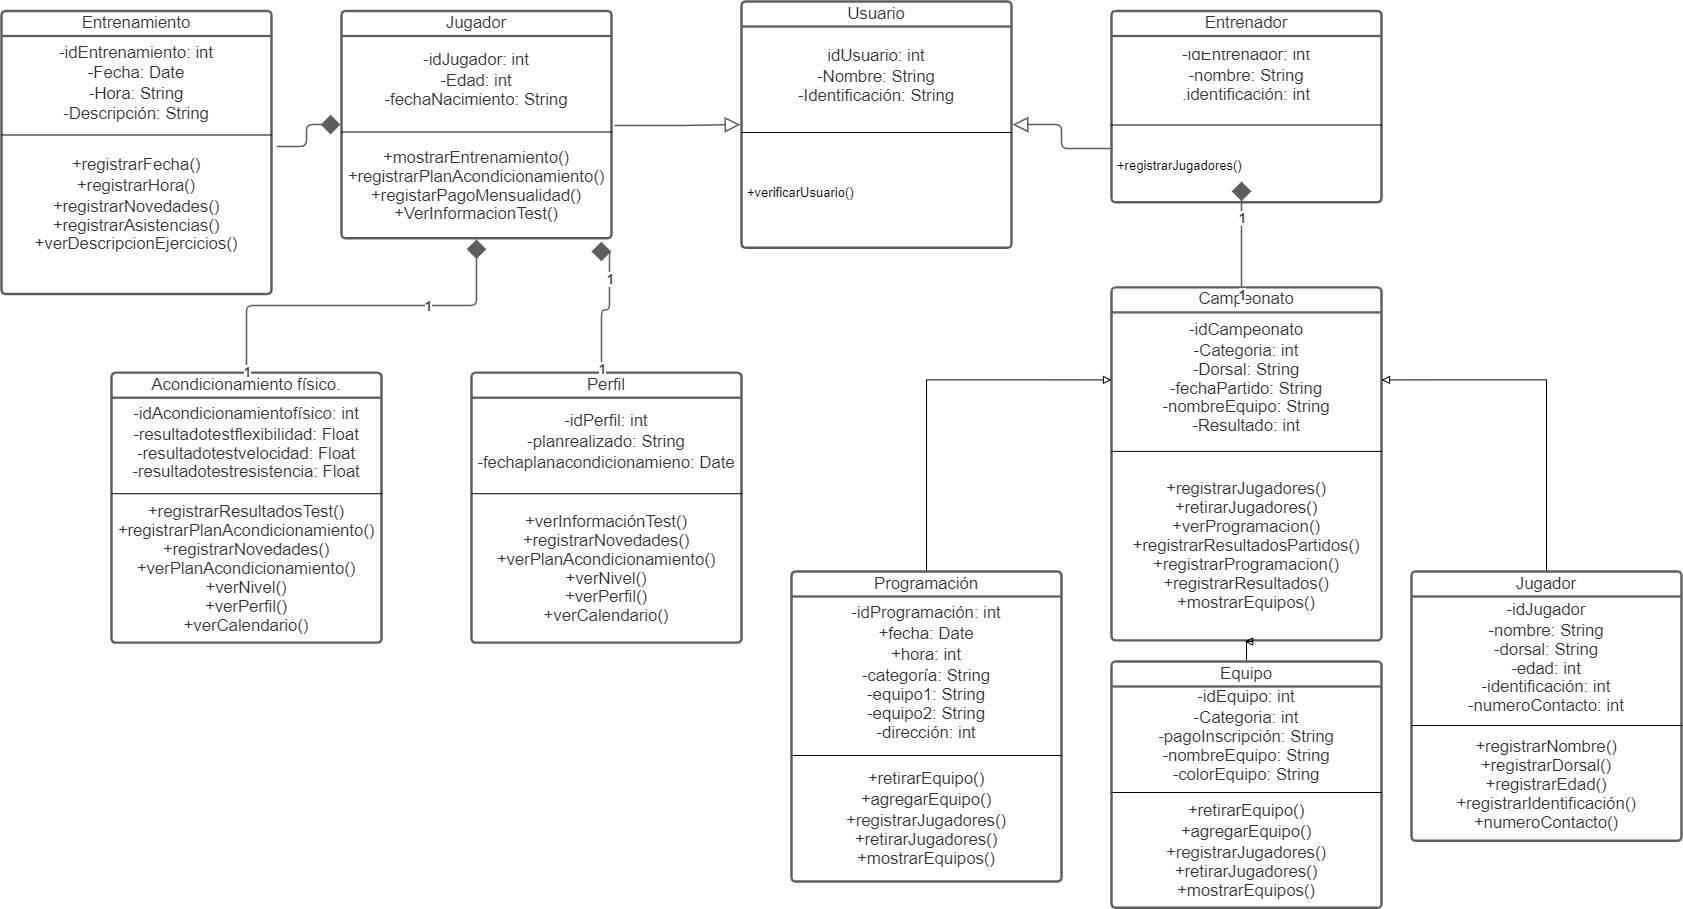 Entrenamiento
-idEntrenamiento: int
-Fecha: Date
-Hora: String
-Descripción: String
+registrarFecha()
+registrarHora()
+registrarNovedades()
+registrarAsistencias()
+verDescripcionEjercicios()
Jugador
-idJugador: int
-Edad: int
-fechaNacimiento: String
+mostrarEntrenamiento()
+registrarPlanAcondicionamiento()
+registarPagoMensualidad()
+VerInformacionTest()
Usuario
idUsuario: int
-Nombre: String
-Identificación: String
+verificarUsuario()
Entrenador
-idEntrenador: int
-nombre: String
.identificación: int
+registrarJugadores()
1
1
1
1
1
1
Acondicionamiento físico.
-idAcondicionamientofísico: int
-resultadotestflexibilidad: Float
-resultadotestvelocidad: Float
-resultadotestresistencia: Float
+registrarResultadosTest()
+registrarPlanAcondicionamiento()
+registrarNovedades()
+verPlanAcondicionamiento()
+verNivel()
+verPerfil()
+verCalendario()
Perfil
-idPerfil: int
-planrealizado: String
-fechaplanacondicionamieno: Date
+verInformaciónTest()
+registrarNovedades()
+verPlanAcondicionamiento()
+verNivel()
+verPerfil()
+verCalendario()
Campeonato
-idCampeonato
-Categoria: int
-Dorsal: String
-fechaPartido: String
-nombreEquipo: String
-Resultado: int
+registrarJugadores()
+retirarJugadores()
+verProgramacion()
+registrarResultadosPartidos()
+registrarProgramacion()
+registrarResultados()
+mostrarEquipos()
Programación
-idProgramación: int
+fecha: Date
+hora: int
-categoría: String
-equipo1: String
-equipo2: String
-dirección: int
+retirarEquipo()
+agregarEquipo()
+registrarJugadores()
+retirarJugadores()
+mostrarEquipos()
Equipo
-idEquipo: int
-Categoria: int
-pagoInscripción: String
-nombreEquipo: String
-colorEquipo: String
+retirarEquipo()
+agregarEquipo()
+registrarJugadores()
+retirarJugadores()
+mostrarEquipos()
Jugador
-idJugador
-nombre: String
-dorsal: String
-edad: int
-identificación: int
-numeroContacto: int
+registrarNombre()
+registrarDorsal()
+registrarEdad()
+registrarIdentificación()
+numeroContacto()